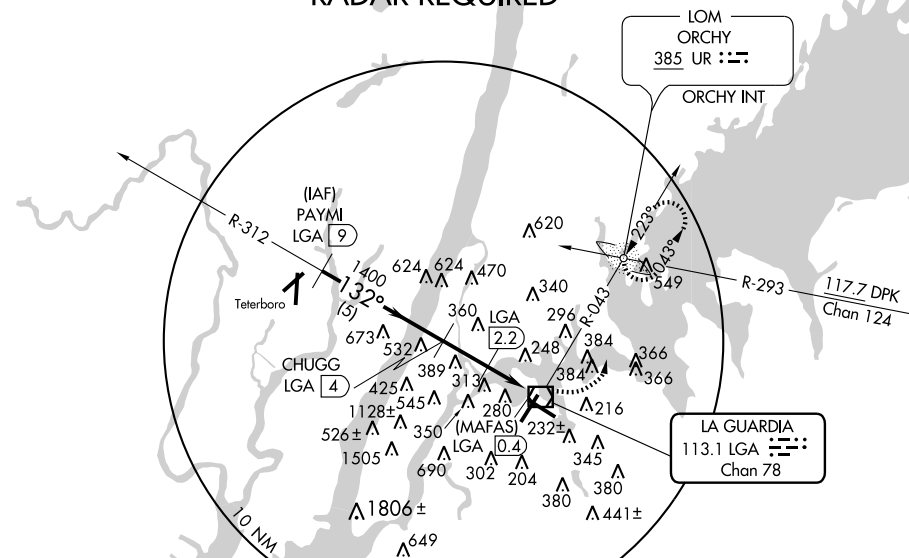 RADAR REQUIRED
LOM
ORCHY
385 UR
ORCHY INT
(IAF)
PAYMI
LGA 9
R-312
1400
132°
(5)
Teterboro
620
223°
043°
549
R-293
117.7 DPK
Chan 124
624
624
470
340
R-043
360
LGA
2.2
296
673
532
248
384
384
366
366
CHUGG
LGA 4
389
313
425
545
280
216
1128±
350
(MAFAS)
LGA 0.4
232±
526±
1505
690
302
204
345
380
380
LA GUARDIA
113.1 LGA
Chan 78
1806±
441±
649
10 NM